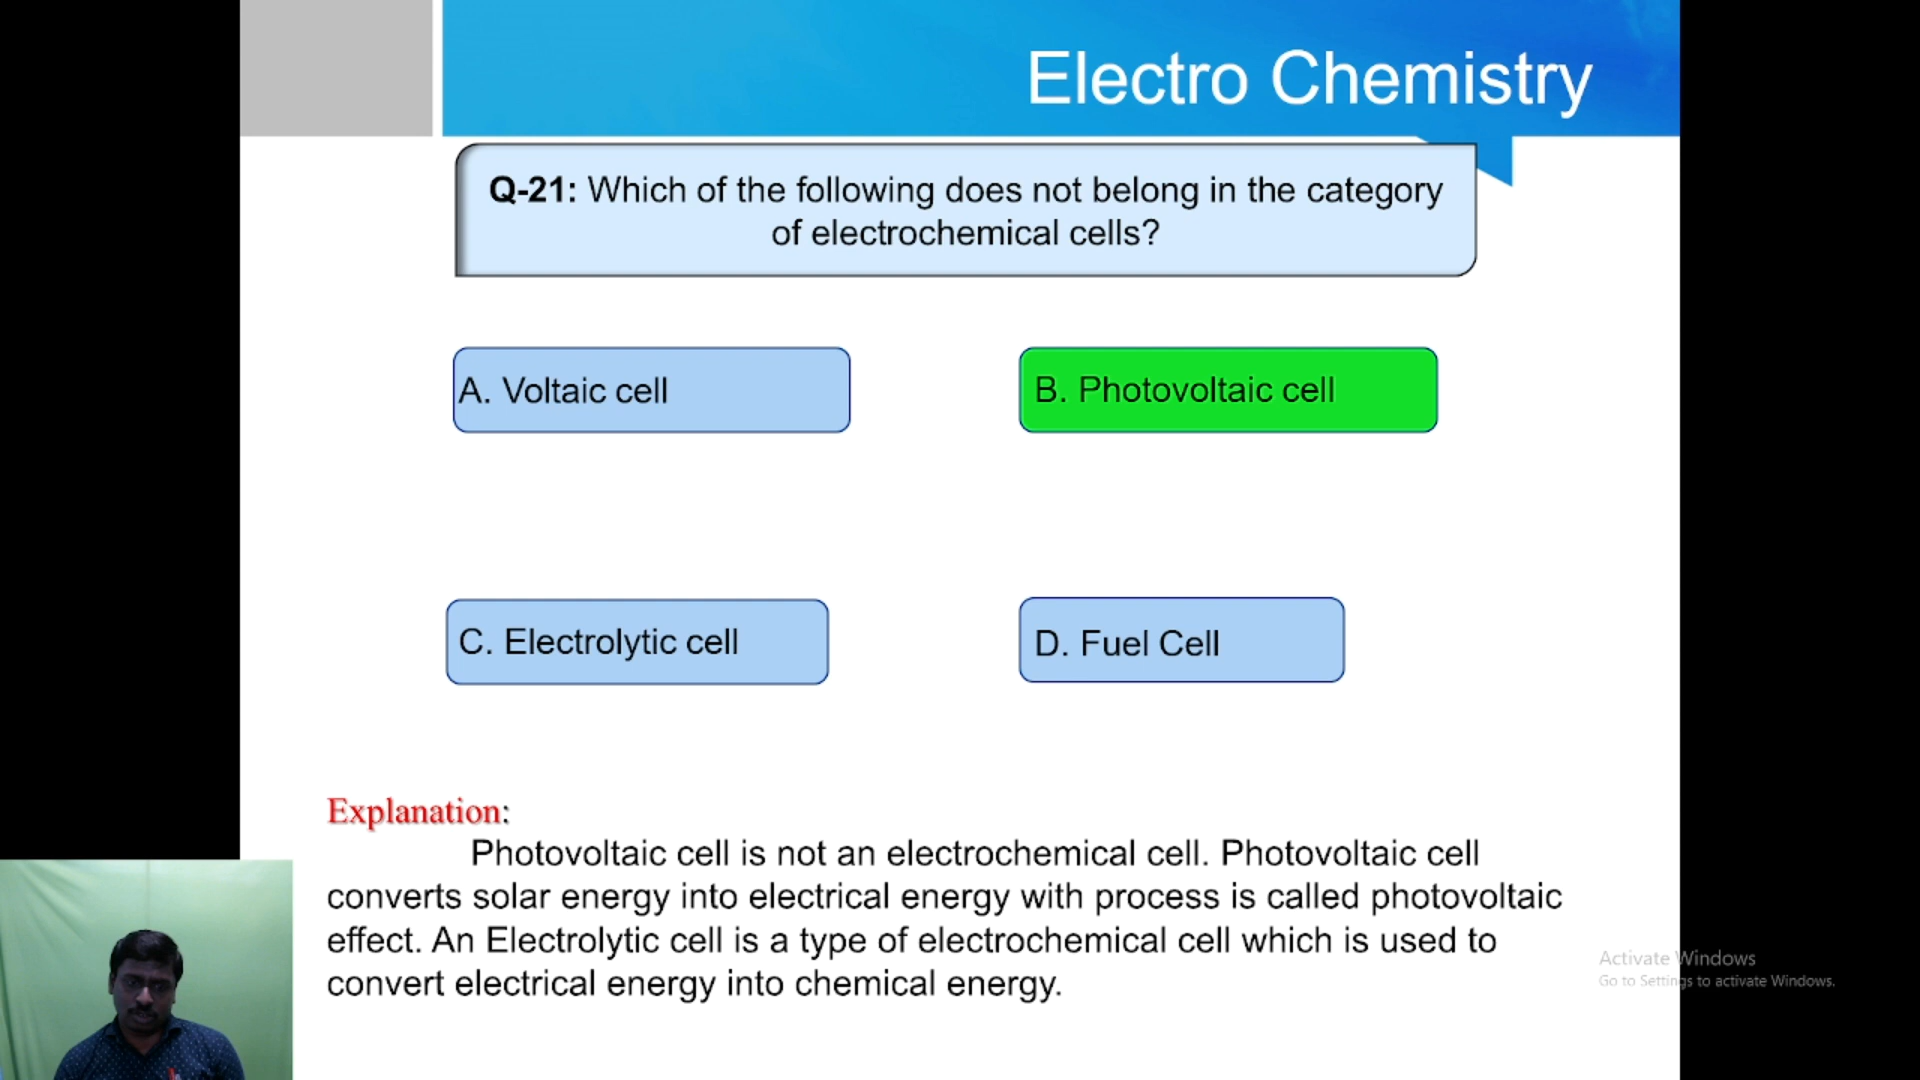 Electro Chemistry
Q-21: Which of the following does not belong in the category
of electrochemical cells?
A. Voltaic cell
B. Photovoltaic cell
C. Electrolytic cell
D. Fuel Cell
Explanation:
Photovoltaic cell is not an electrochemical cell. Photovoltaic cell
converts solar energy into electrical energy with process is called photovoltaic
effect. An Electrolytic cell is a type of electrochemical cell which is used to
convert electrical energy into chemical energy.
Activate Windows
Go to Settings to activate Windows.